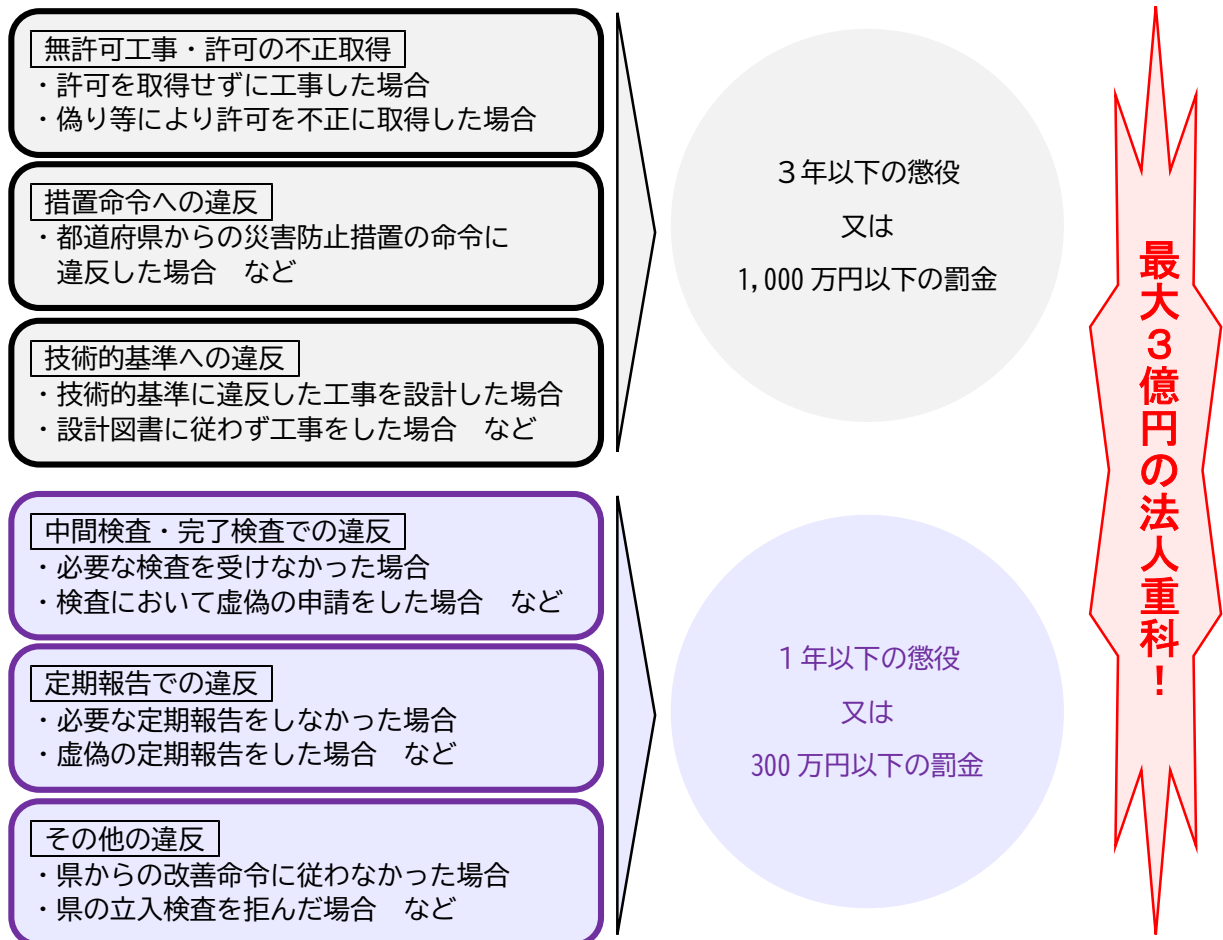 無許可工事・許可の不正取得
・許可を取得せずに工事した場合
・偽り等により許可を不正に取得した場合
措置命令への違反
・都道府県からの災害防止措置の命令に
違反した場合　など
技術的基準への違反
・技術的基準に違反した工事を設計した場合
・設計図書に従わず工事をした場合　など
３年以下の懲役
又は
1,000 万円以下の罰金
中間検査・完了検査での違反
・必要な検査を受けなかった場合
・検査において虚偽の申請をした場合　など
定期報告での違反
・必要な定期報告をしなかった場合
・虚偽の定期報告をした場合　など
その他の違反
・県からの改善命令に従わなかった場合
・県の立入検査を拒んだ場合　など
１年以下の懲役
又は
300 万円以下の罰金
最大３億円の法人重科！